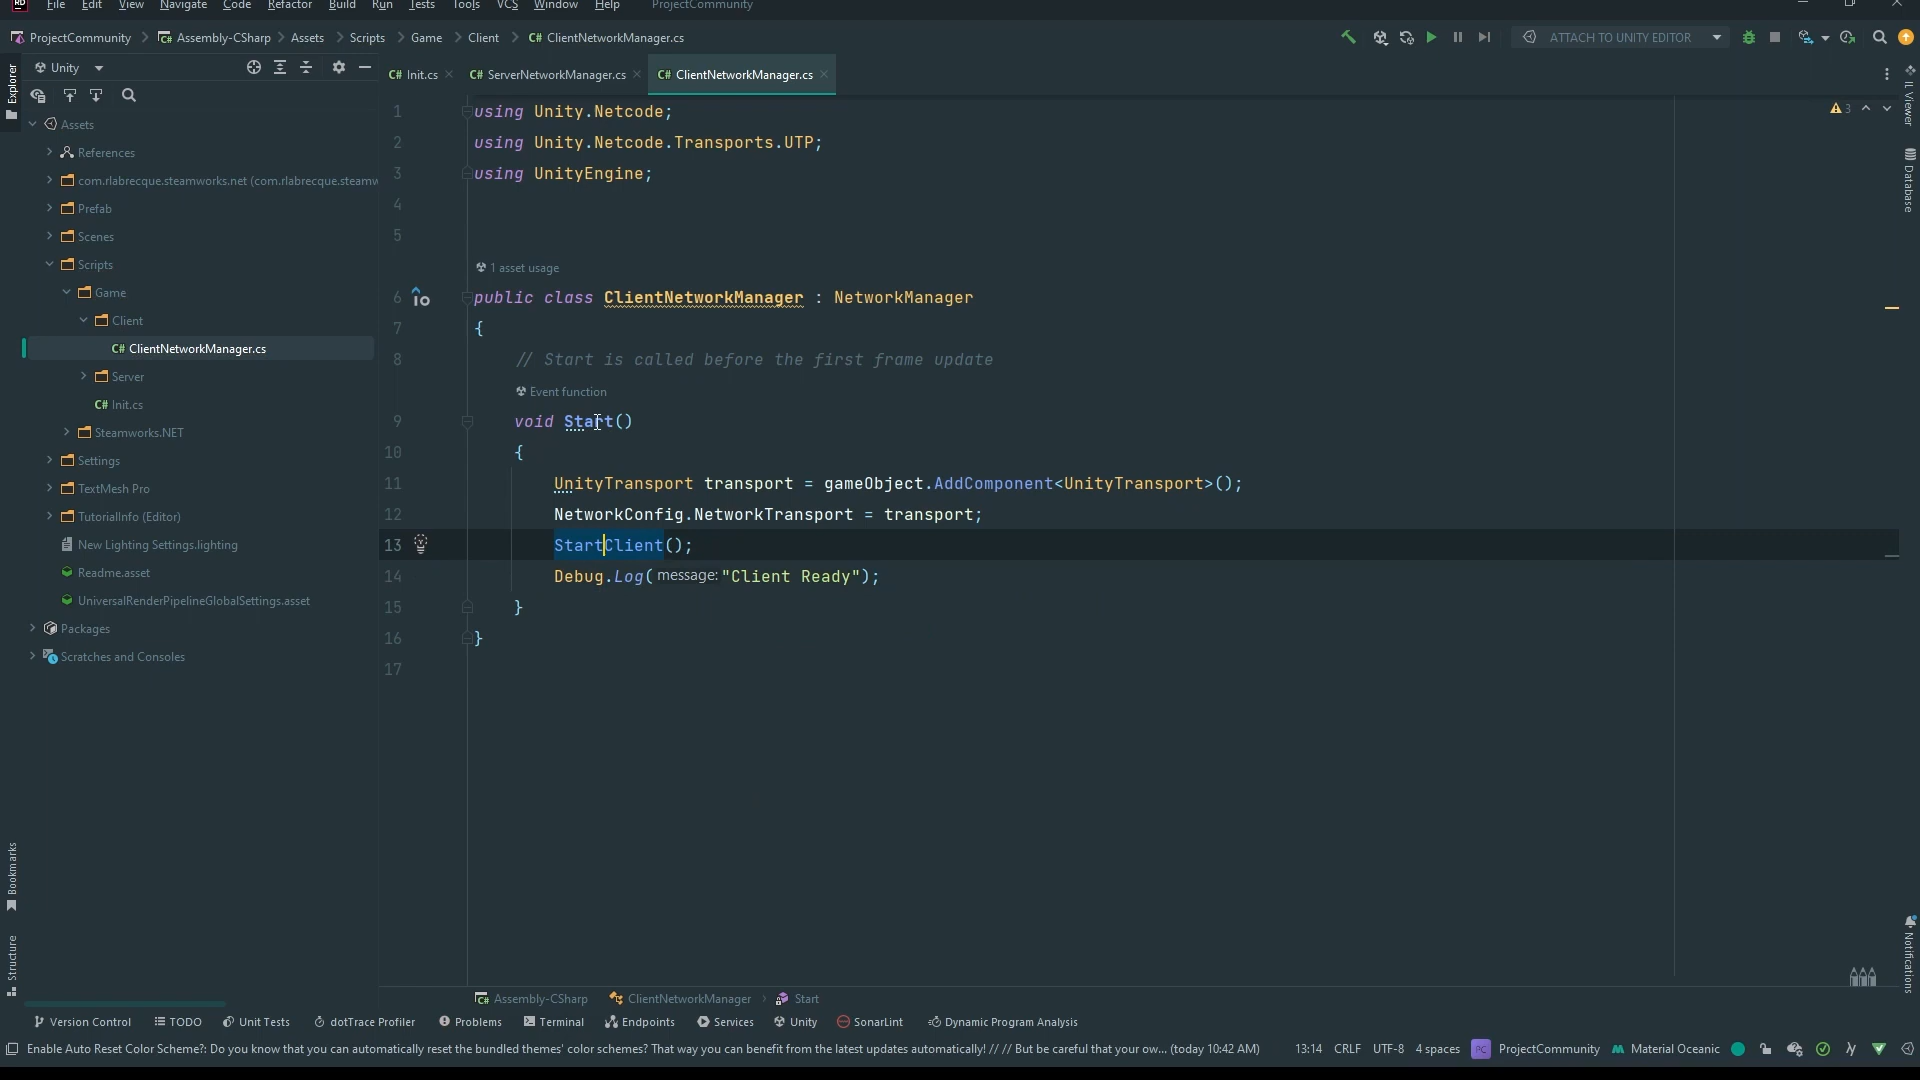 File Edit View Navigate Code Refactor Build Run Tests Tools VCS Window Help ProjectCommunity
ProjectCommunity Assembly-CSharp Assets Scripts Game Client C# ClientNetworkManager.cs
ATTACH TO UNITY EDITOR
Unity
C# Init.cs C# ServerNetworkManager.cs C# ClientNetworkManager.cs
Explorer
Assets
References
com.rlabrecque.steamworks.net (com.rlabrecque.steamw
Prefab
Scenes
Scripts
Game
Client
C# ClientNetworkManager.cs
Server
C# Init.cs
Steamworks.NET
Settings
TextMesh Pro
TutorialInfo (Editor)
New Lighting Settings.lighting
Readme.asset
UniversalRenderPipelineGlobalSettings.asset
Packages
Scratches and Consoles
Bookmarks
Structure
1 using Unity.Netcode;
2 using Unity.Netcode.Transports.UTP;
3 using UnityEngine;
4
5
1 asset usage
6 public class ClientNetworkManager : NetworkManager
7 {
8 // Start is called before the first frame update
Event function
9 void Start()
10 {
11 UnityTransport transport = gameObject.AddComponent<UnityTransport>();
12 NetworkConfig.NetworkTransport = transport;
13 StartClient();
14 Debug.Log( message: "Client Ready");
15 }
16 }
17
3
IL Viewer
Database
Notifications
Assembly-CSharp ClientNetworkManager Start
Version Control TODO Unit Tests dotTrace Profiler Problems Terminal Endpoints Services Unity SonarLint Dynamic Program Analysis
Enable Auto Reset Color Scheme?: Do you know that you can automatically reset the bundled themes' color schemes? That way you can benefit from the latest updates automatically! // // But be careful that your ow... (today 10:42 AM) 13:14 CRLF UTF-8 4 spaces PC ProjectCommunity Material Oceanic